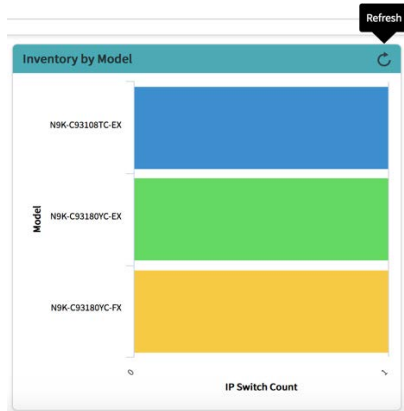 Refresh
Inventory by Model
N9K-C93108TC-EX
N9K-C93180YC-EX
N9K-C93180YC-FX
Model
0
1
IP Switch Count